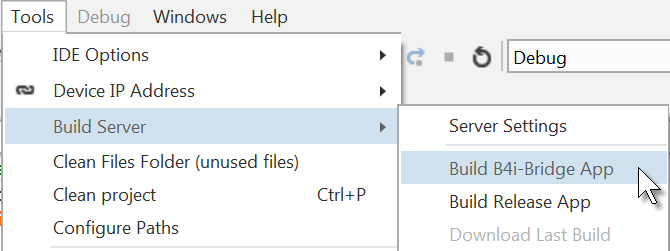 Tools Debug Windows Help
IDE Options
Debug
Device IP Address
Build Server
Server Settings
Clean Files Folder (unused files)
Build B4i-Bridge App
Clean project Ctrl+P
Build Release App
Configure Paths
Download Last Build